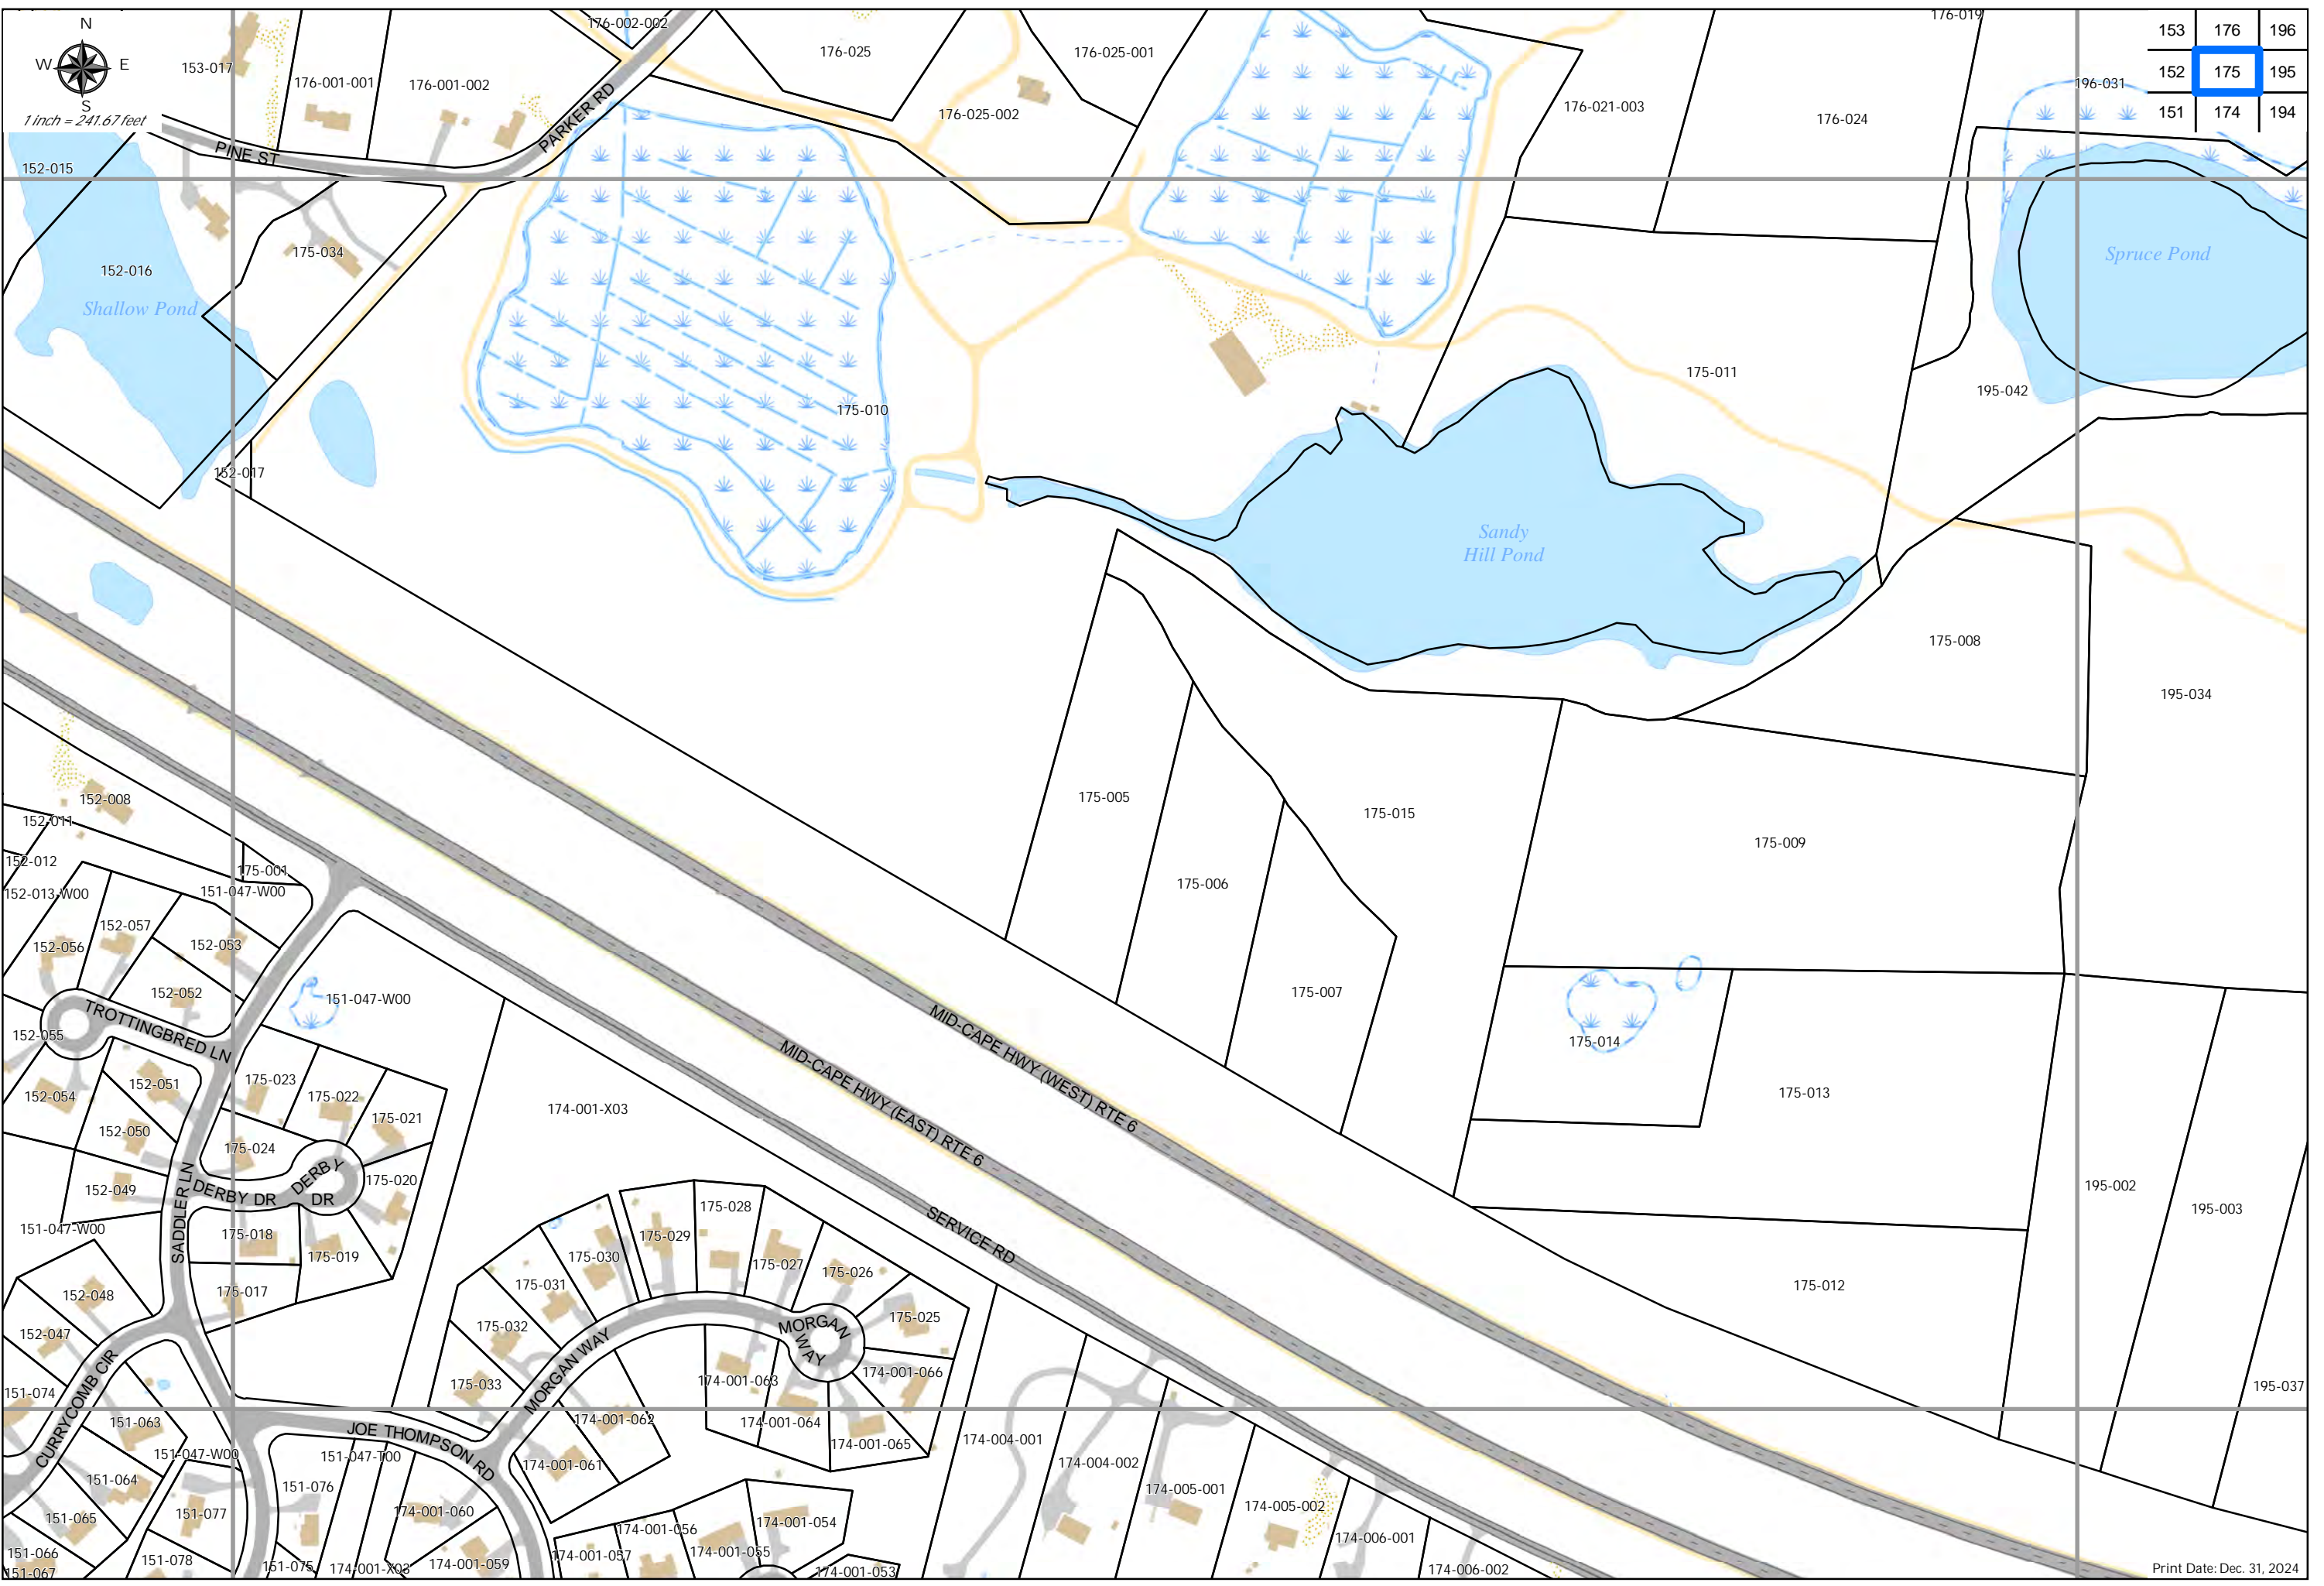 N
W E
S
1 inch = 241.67 feet
153 176 196
152 175 195
151 174 194
176-002-002
176-019
176-025
176-025-001
153-017
176-001-001
176-001-002
196-031
PARKER RD
176-025-002
176-021-003
176-024
PINE ST
152-015
175-034
152-016
Spruce Pond
Shallow Pond
175-011
195-042
175-010
152-017
Sandy
Hill Pond
175-008
195-034
152-008
175-005
175-015
152-011
175-009
152-012
175-001
175-006
152-013-W00
151-047-W00
152-057
152-056
152-053
152-052
175-007
151-047-W00
TROTTINGBRED LN
MID-CAPE HWY (WEST) RTE 6
152-055
175-014
MID-CAPE HWY (EAST) RTE 6
175-023
152-051
175-022
152-054
175-013
174-001-X03
175-021
152-050
175-024
DERBY
DR
DERBY DR
175-020
152-049
195-002
SADDLER LN
175-028
195-003
151-047-W00
175-018
175-029
SERVICE RD
175-019
175-030
175-027
175-026
175-031
175-012
175-017
152-048
175-025
175-032
MORGAN
WAY
152-047
MORGAN WAY
174-001-066
174-001-063
175-033
195-037
151-074
CURRYCOMB CIR
151-063
174-001-062
174-001-064
JOE THOMPSON RD
174-001-065
174-004-001
151-047-W00
151-047-T00
174-001-061
174-004-002
151-064
151-076
174-005-001
174-005-002
151-077
174-001-060
151-065
174-001-054
174-001-056
174-006-001
151-066
174-001-055
174-001-057
151-078
174-001-059
151-075
174-001-X03
174-001-053
174-006-002
151-067
Print Date: Dec. 31, 2024